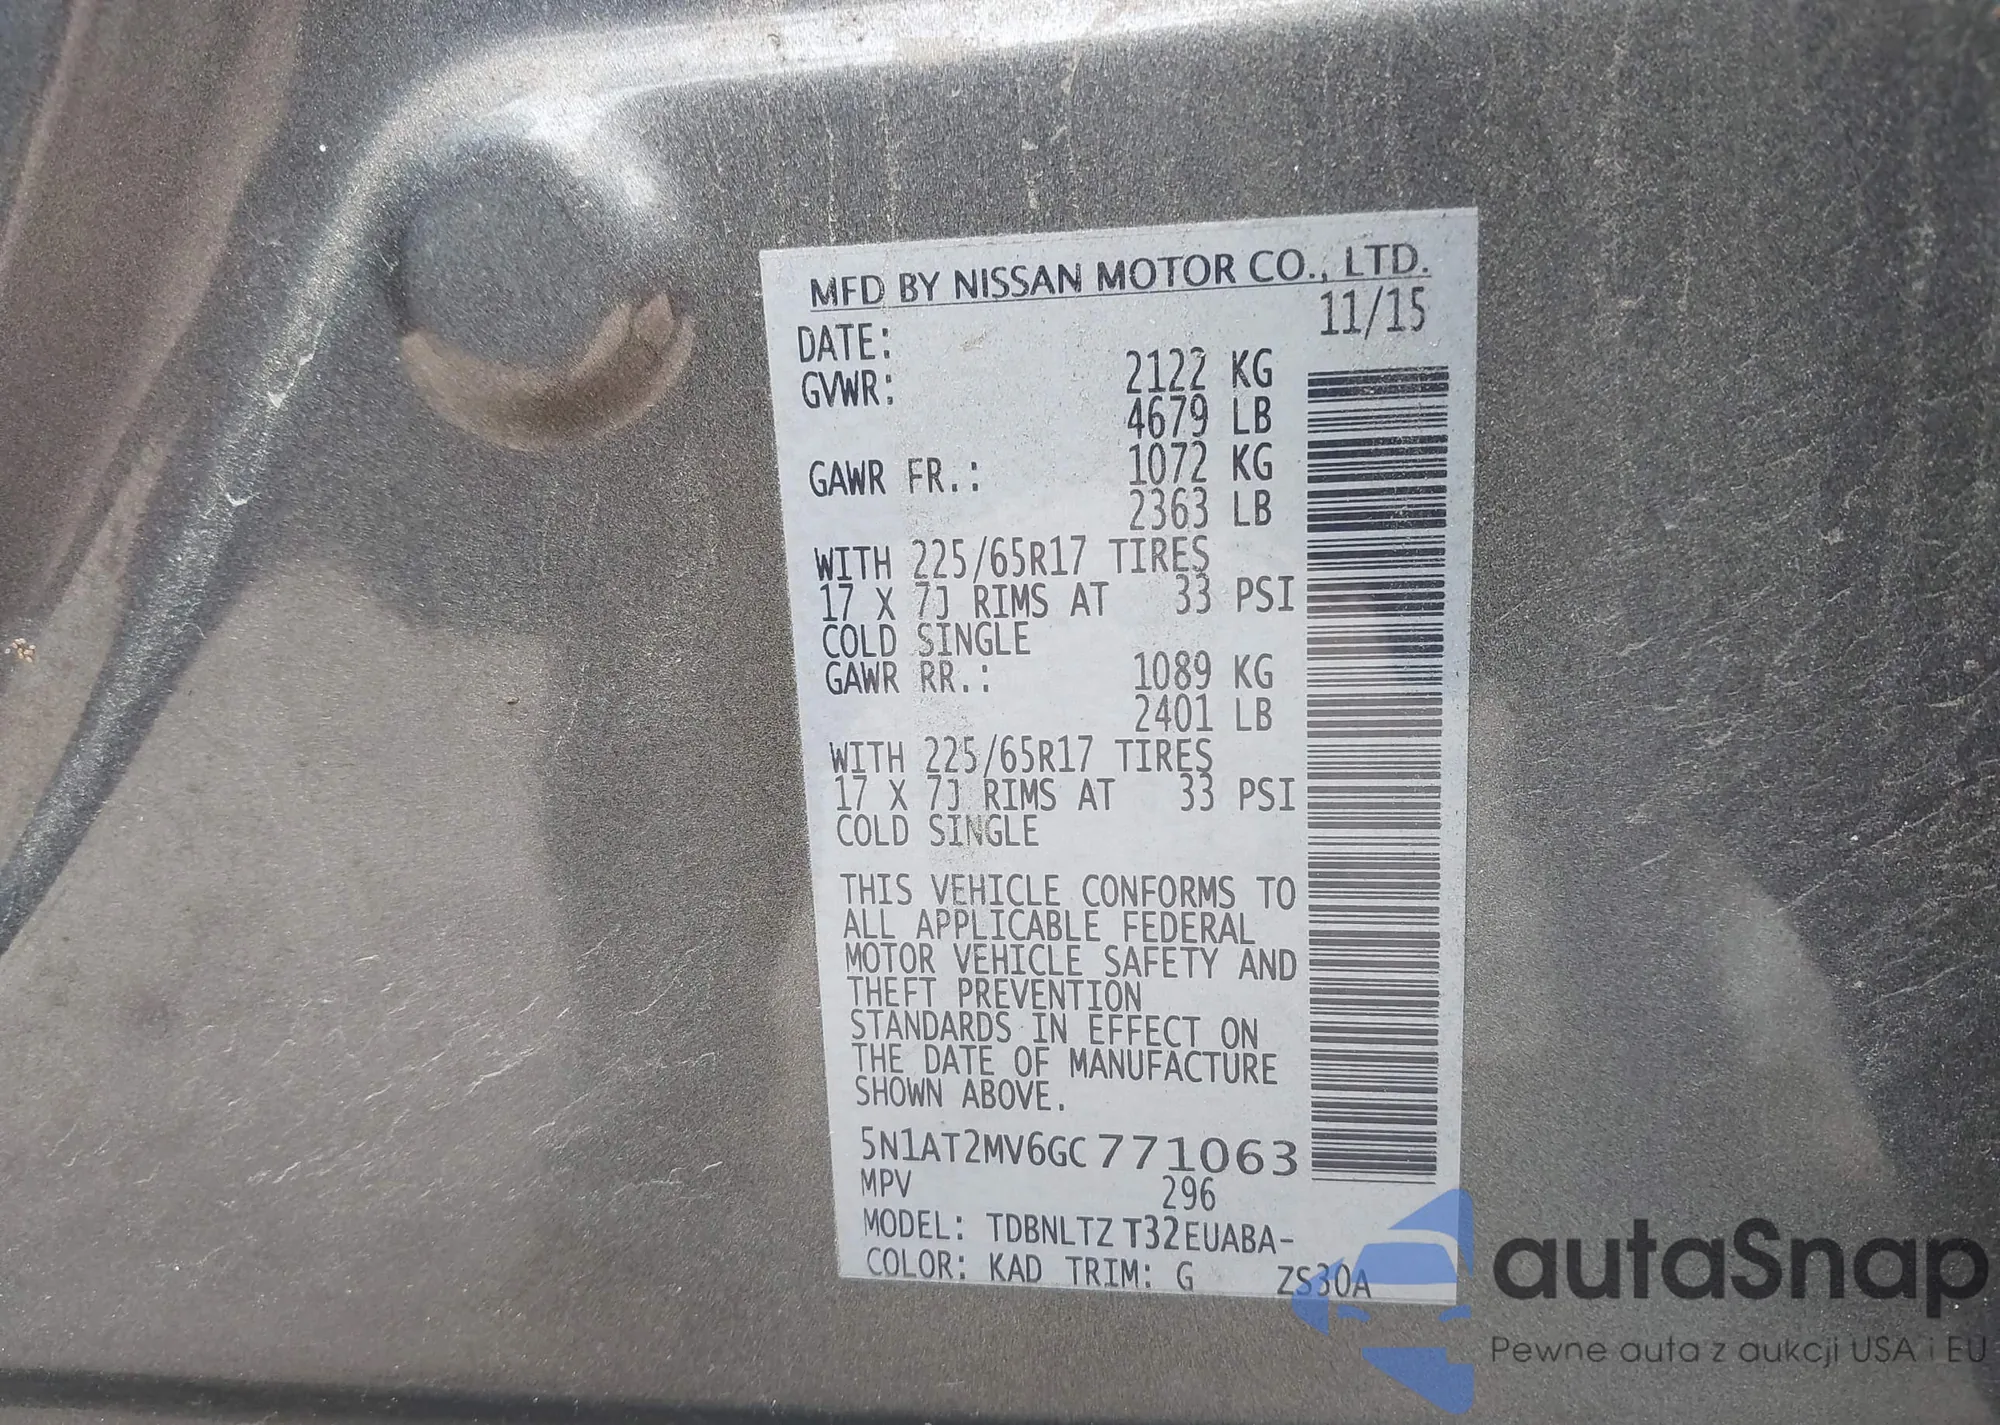 MFD BY NISSAN MOTOR CO., LTD.
DATE: 11/15
GVWR: 2122 KG
4679 LB
GAWR FR.: 1072 KG
2363 LB
WITH 225/65R17 TIRES
17 X 7J RIMS AT 33 PSI
COLD SINGLE
GAWR RR.: 1089 KG
2401 LB
WITH 225/65R17 TIRES
17 X 7J RIMS AT 33 PSI
COLD SINGLE
THIS VEHICLE CONFORMS TO
ALL APPLICABLE FEDERAL
MOTOR VEHICLE SAFETY AND
THEFT PREVENTION
STANDARDS IN EFFECT ON
THE DATE OF MANUFACTURE
SHOWN ABOVE.
5N1AT2MV6GC771063
MPV 296
MODEL: TDBNLTZ T32EUABA-
COLOR: KAD TRIM: G ZS30A
autaSnap
Pewne auta z aukcji USA i EU